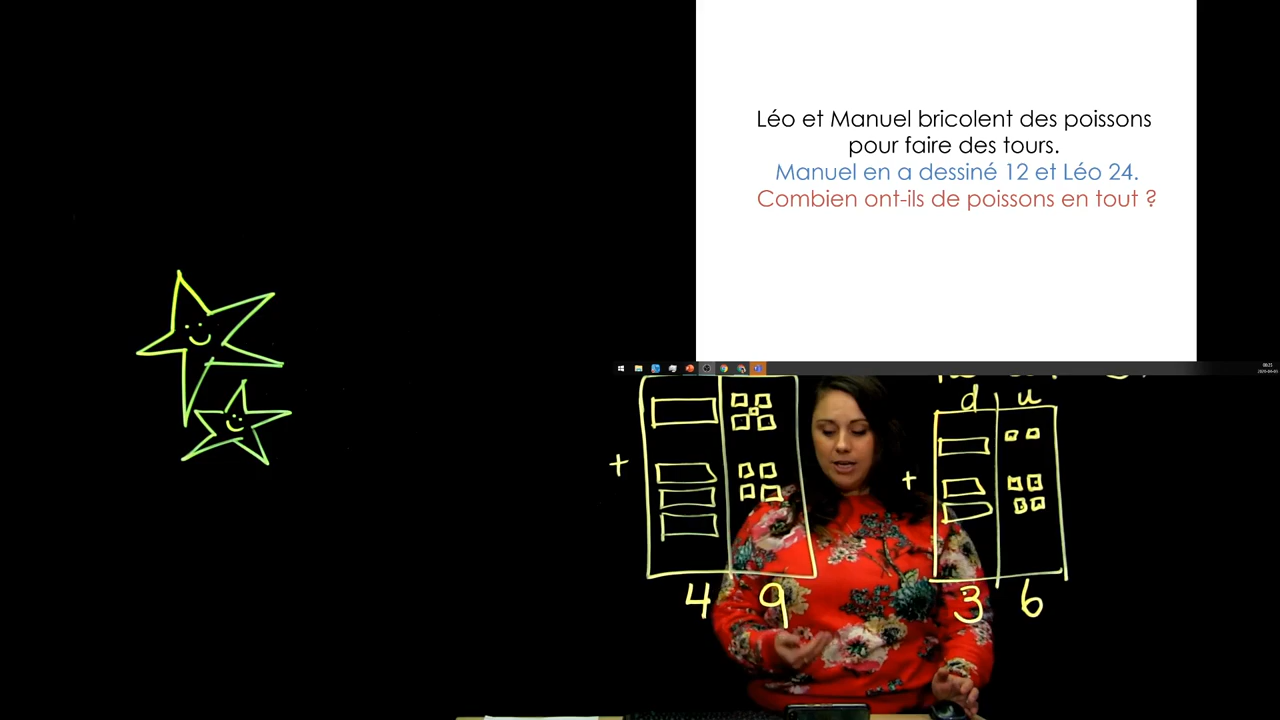 Léo et Manuel bricolent des poissons
pour faire des tours.
Manuel en a dessiné 12 et Léo 24.
Combien ont-ils de poissons en tout ?
d u
+
+
4 9
3 6